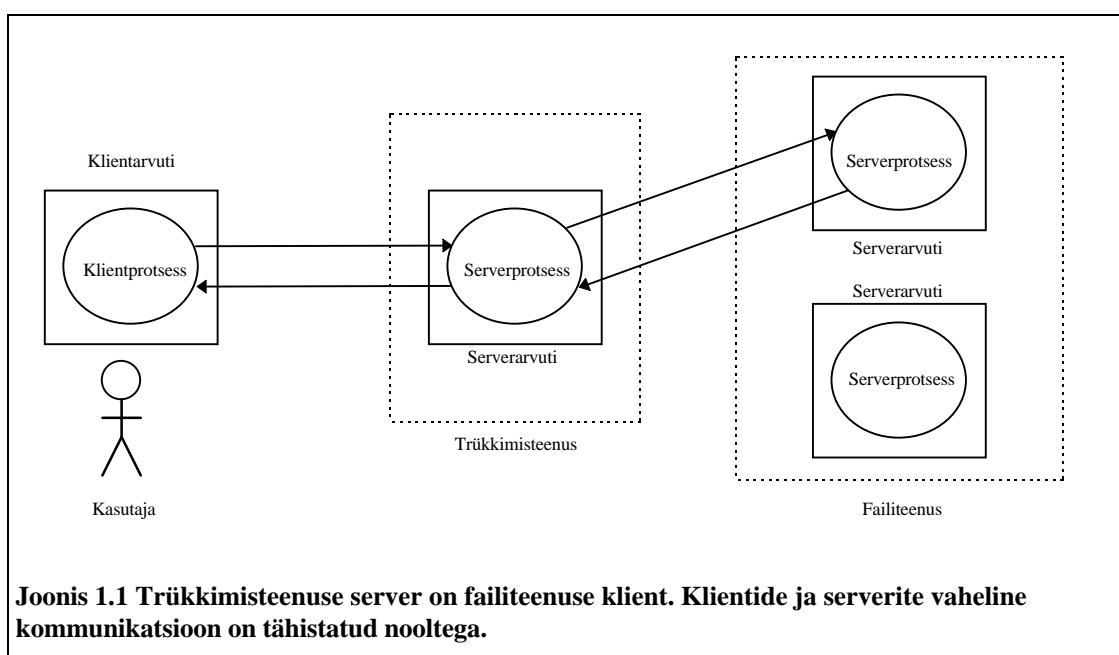 Klientarvuti
Klientprotsess
Kasutaja
Serverprotsess
Serverarvuti
Trükkimisteenus
Serverprotsess
Serverarvuti
Serverarvuti
Serverprotsess
Failiteenus
Joonis 1.1 Trükkimisteenuse server on failiteenuse klient. Klientide ja serverite vaheline
kommunikatsioon on tähistatud nooltega.